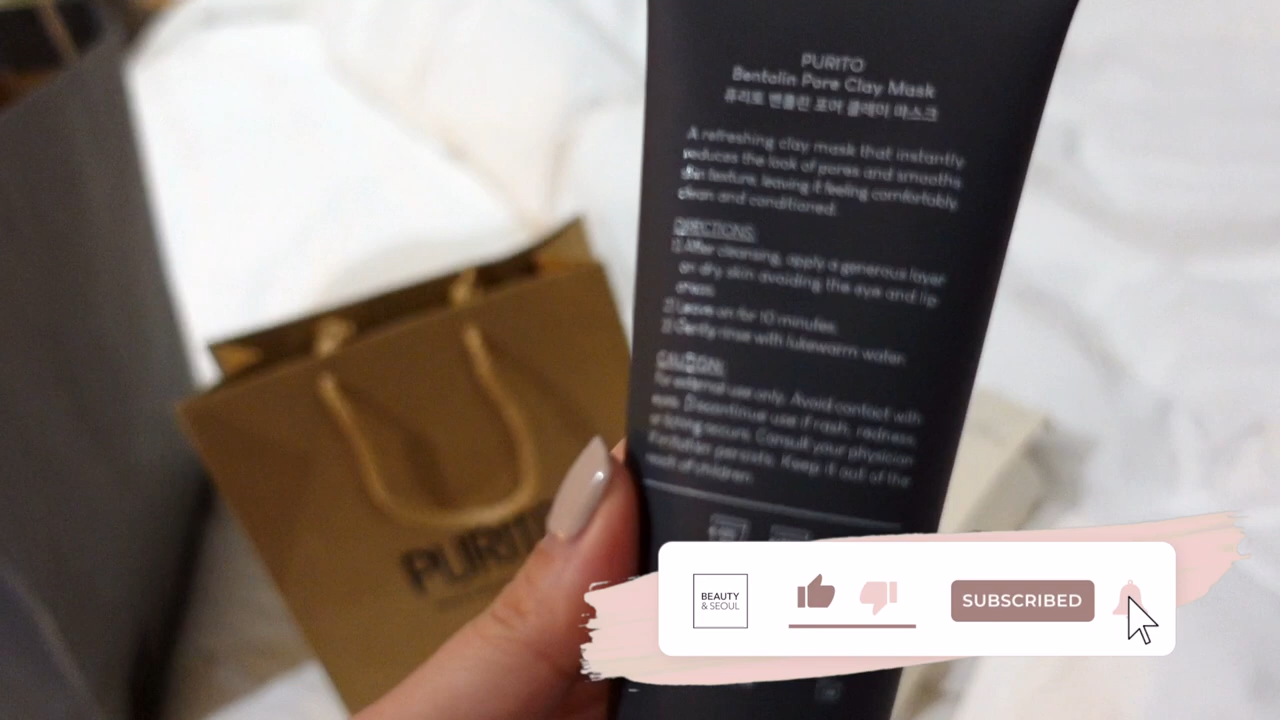 PURITO
Bentalin Pore Clay Mask
퓨리토 벤탈린 포어 클레이 마스크
A refreshing clay mask that instantly
reduces the look of pores and smooths
skin texture, leaving it feeling comfortably
clean and conditioned.
DIRECTIONS:
1) After cleansing, apply a generous layer
on dry skin avoiding the eye and lip
areas.
2) Leave on for 10 minutes.
3) Gently rinse with lukewarm water.
CAUTION:
For external use only. Avoid contact with
eyes. Discontinue use if rash, redness,
or itching occurs. Consult your physician
if irritation persists. Keep it out of the
reach of children.
PURITO
BEAUTY
& SEOUL
SUBSCRIBED